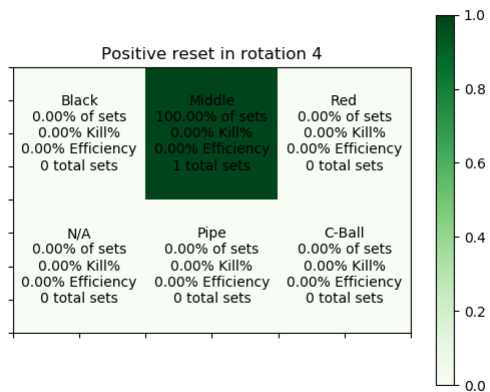 Positive reset in rotation 4
Black
0.00% of sets
0.00% Kill%
0.00% Efficiency
0 total sets
Middle
100.00% of sets
0.00% Kill%
0.00% Efficiency
1 total sets
Red
0.00% of sets
0.00% Kill%
0.00% Efficiency
0 total sets
N/A
0.00% of sets
0.00% Kill%
0.00% Efficiency
0 total sets
Pipe
0.00% of sets
0.00% Kill%
0.00% Efficiency
0 total sets
C-Ball
0.00% of sets
0.00% Kill%
0.00% Efficiency
0 total sets
1.0
0.8
0.6
0.4
0.2
0.0